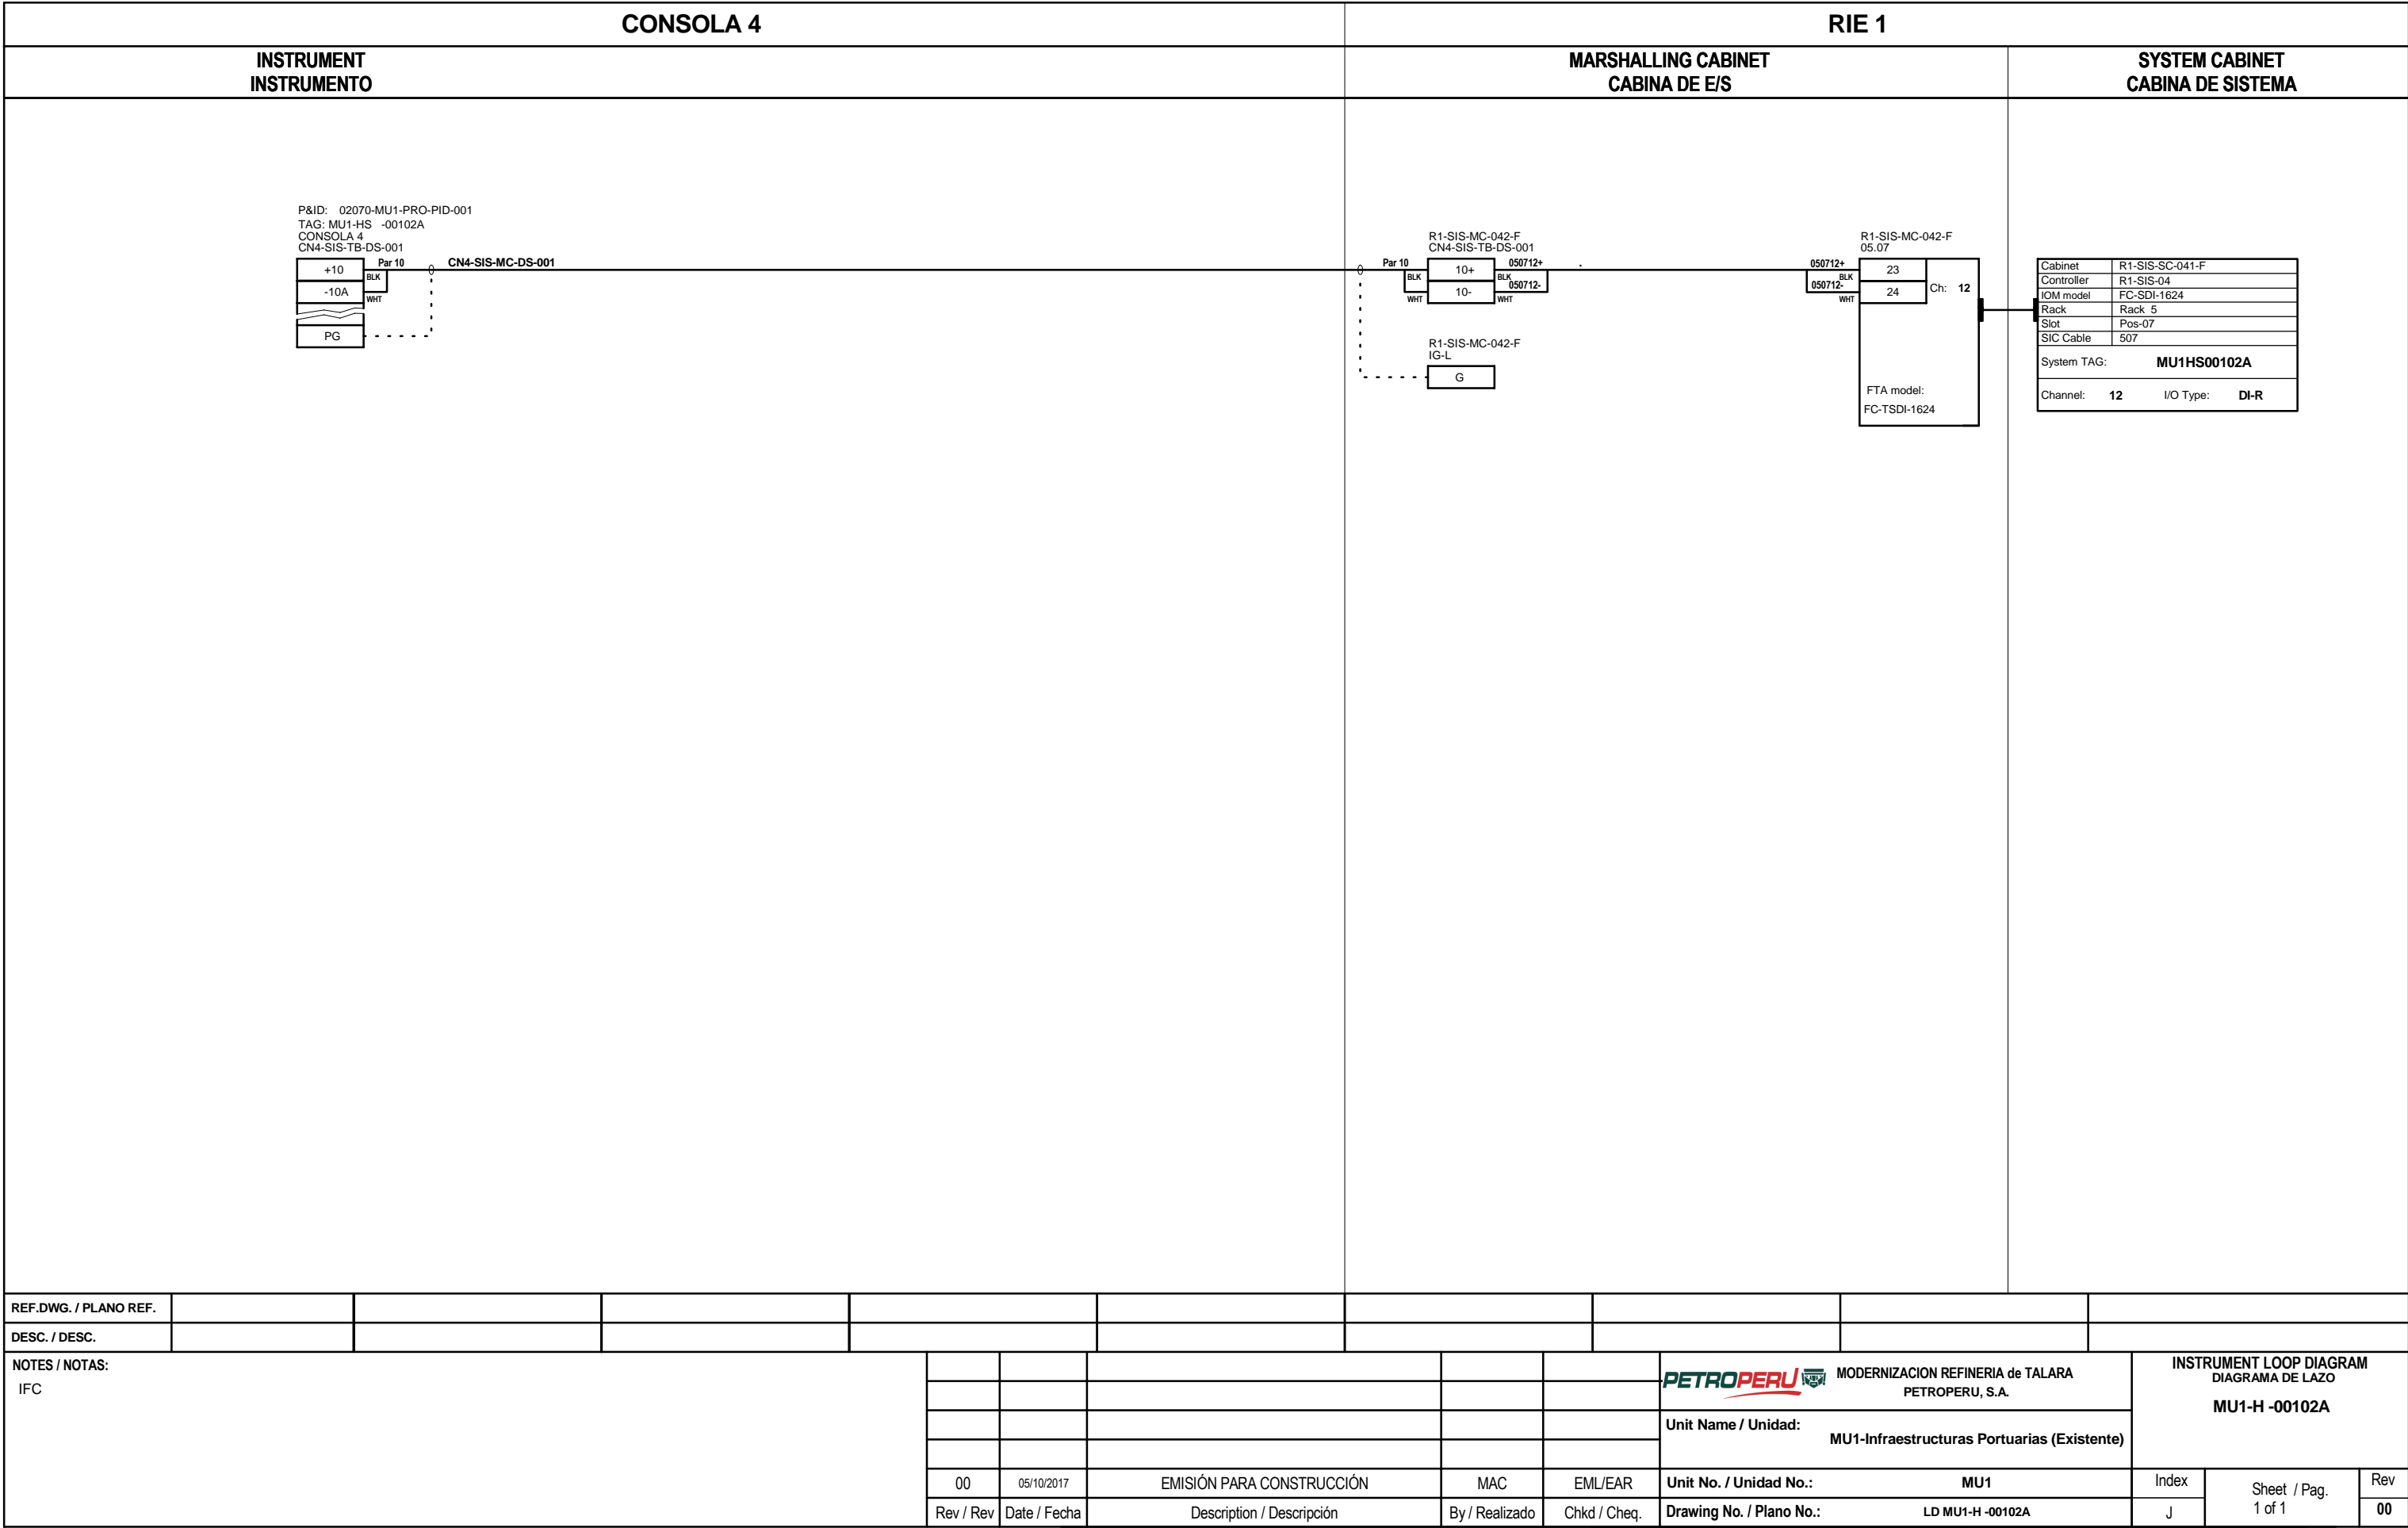 CONSOLA 4
RIE 1
INSTRUMENT
INSTRUMENTO
MARSHALLING CABINET
CABINA DE E/S
SYSTEM CABINET
CABINA DE SISTEMA
P&ID: 02070-MU1-PRO-PID-001
TAG: MU1-HS -00102A
CONSOLA 4
CN4-SIS-TB-DS-001
+10
Par 10
BLK
CN4-SIS-MC-DS-001
-10A
WHT
PG
R1-SIS-MC-042-F
CN4-SIS-TB-DS-001
Par 10
BLK
10+
050712+
BLK
-
WHT
10-
050712-
WHT
R1-SIS-MC-042-F
IG-L
G
R1-SIS-MC-042-F
05.07
050712+
BLK
23
050712-
WHT
24
Ch: 12
FTA model:
FC-TSDI-1624
Cabinet R1-SIS-SC-041-F
Controller R1-SIS-04
IOM model FC-SDI-1624
Rack Rack 5
Slot Pos-07
SIC Cable 507
System TAG: MU1HS00102A
Channel: 12 I/O Type: DI-R
REF.DWG. / PLANO REF.
DESC. / DESC.
NOTES / NOTAS:
IFC
00 05/10/2017 EMISIÓN PARA CONSTRUCCIÓN MAC EML/EAR
Rev / Rev Date / Fecha Description / Descripción By / Realizado Chkd / Cheq.
PETROPERU
MODERNIZACION REFINERIA de TALARA
PETROPERU, S.A.
Unit Name / Unidad:
MU1-Infraestructuras Portuarias (Existente)
Unit No. / Unidad No.: MU1
Drawing No. / Plano No.: LD MU1-H -00102A
INSTRUMENT LOOP DIAGRAM
DIAGRAMA DE LAZO
MU1-H -00102A
Index
J
Sheet / Pag.
1 of 1
Rev
00